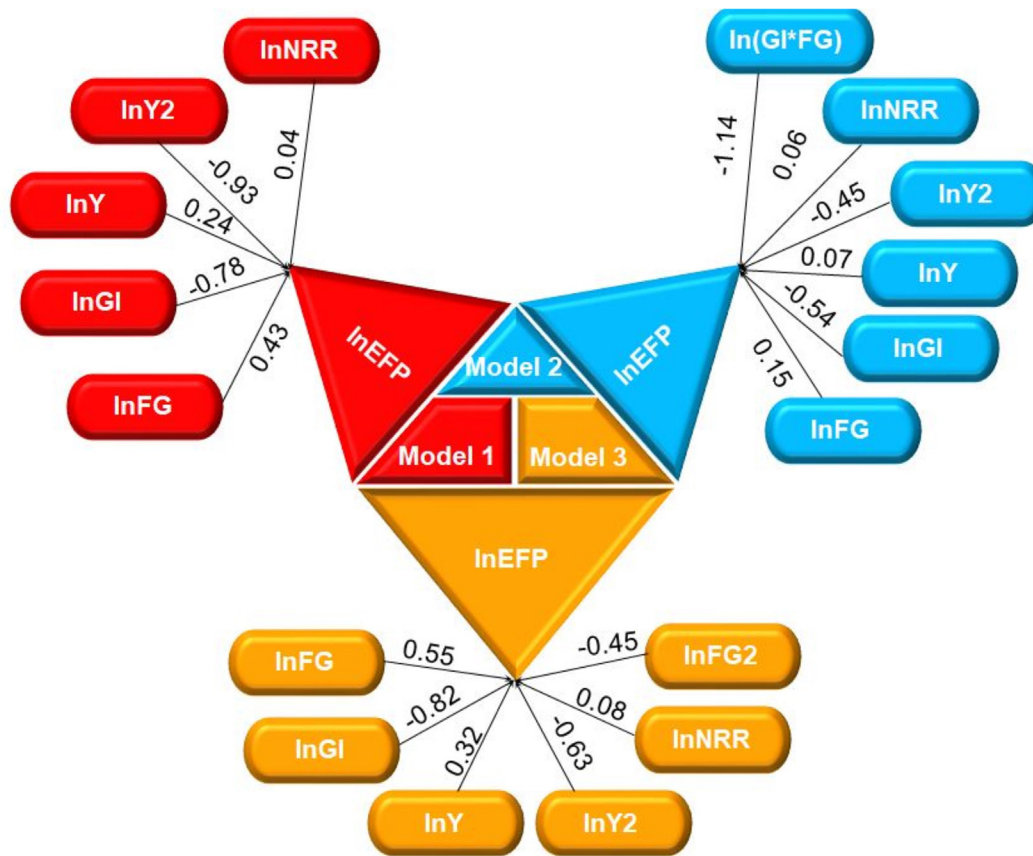 lnNRR
lnY2
lnY
lnGI
lnFG
0.04
-0.93
0.24
-0.78
0.43
lnEFP
Model 1
ln(GI*FG)
lnNRR
lnY2
lnY
lnGI
lnFG
-1.14
0.06
-0.45
0.07
-0.54
0.15
lnEFP
Model 2
Model 3
lnEFP
lnFG
lnGI
lnY
lnY2
lnNRR
lnFG2
0.55
-0.82
0.32
-0.63
0.08
-0.45